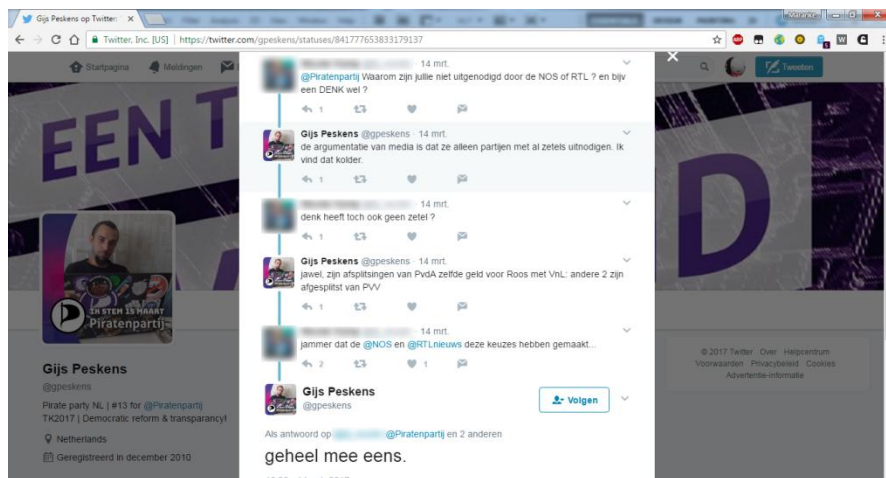 Gijs Peskens op Twitter:
Maranke
Twitter, Inc. [US] | https://twitter.com/gpeskens/statuses/841777653833179137
Startpagina
Meldingen
Tweeten
EEN T
D
14 mrt.
@Piratenpartij Waarom zijn jullie niet uitgenodigd door de NOS of RTL ? en bijv
een DENK wel ?
1
Gijs Peskens @gpeskens · 14 mrt.
de argumentatie van media is dat ze alleen partijen met al zetels uitnodigen. Ik
vind dat kolder.
1
14 mrt.
denk heeft toch ook geen zetel ?
1
Gijs Peskens @gpeskens · 14 mrt.
jawel, zijn afsplitsingen van PvdA zelfde geld voor Roos met VnL: andere 2 zijn
afgesplitst van PVV
1
14 mrt.
jammer dat de @NOS en @RTLnieuws deze keuzes hebben gemaakt...
2 1
Gijs Peskens
@gpeskens
Volgen
Als antwoord op @Piratenpartij en 2 anderen
geheel mee eens.
IK STEM 15 MAART
Piratenpartij
Gijs Peskens
@gpeskens
Pirate party NL | #13 for @Piratenpartij
TK2017 | Democratic reform & transparancy!
Netherlands
Geregistreerd in december 2010
© 2017 Twitter Over Helpcentrum
Voorwaarden Privacybeleid Cookies
Advertentie-informatie